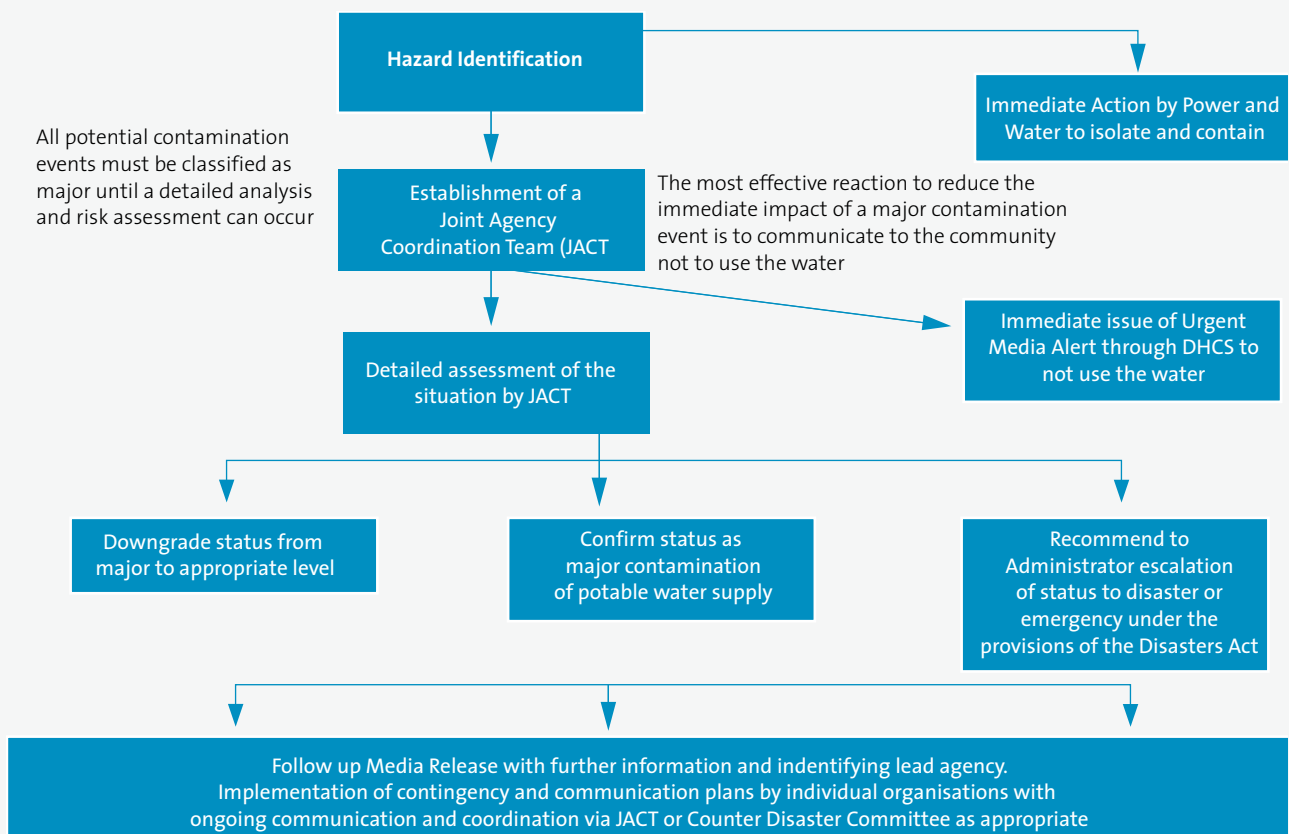 Hazard Identification
Immediate Action by Power and
Water to isolate and contain
All potential contamination
events must be classified as
major until a detailed analysis
and risk assessment can occur
Establishment of a
Joint Agency
Coordination Team (JACT
The most effective reaction to reduce the
immediate impact of a major contamination
event is to communicate to the community
not to use the water
Immediate issue of Urgent
Media Alert through DHCS to
not use the water
Detailed assessment of the
situation by JACT
Downgrade status from
major to appropriate level
Confirm status as
major contamination
of potable water supply
Recommend to
Administrator escalation
of status to disaster or
emergency under the
provisions of the Disasters Act
Follow up Media Release with further information and indentifying lead agency.
Implementation of contingency and communication plans by individual organisations with
ongoing communication and coordination via JACT or Counter Disaster Committee as appropriate